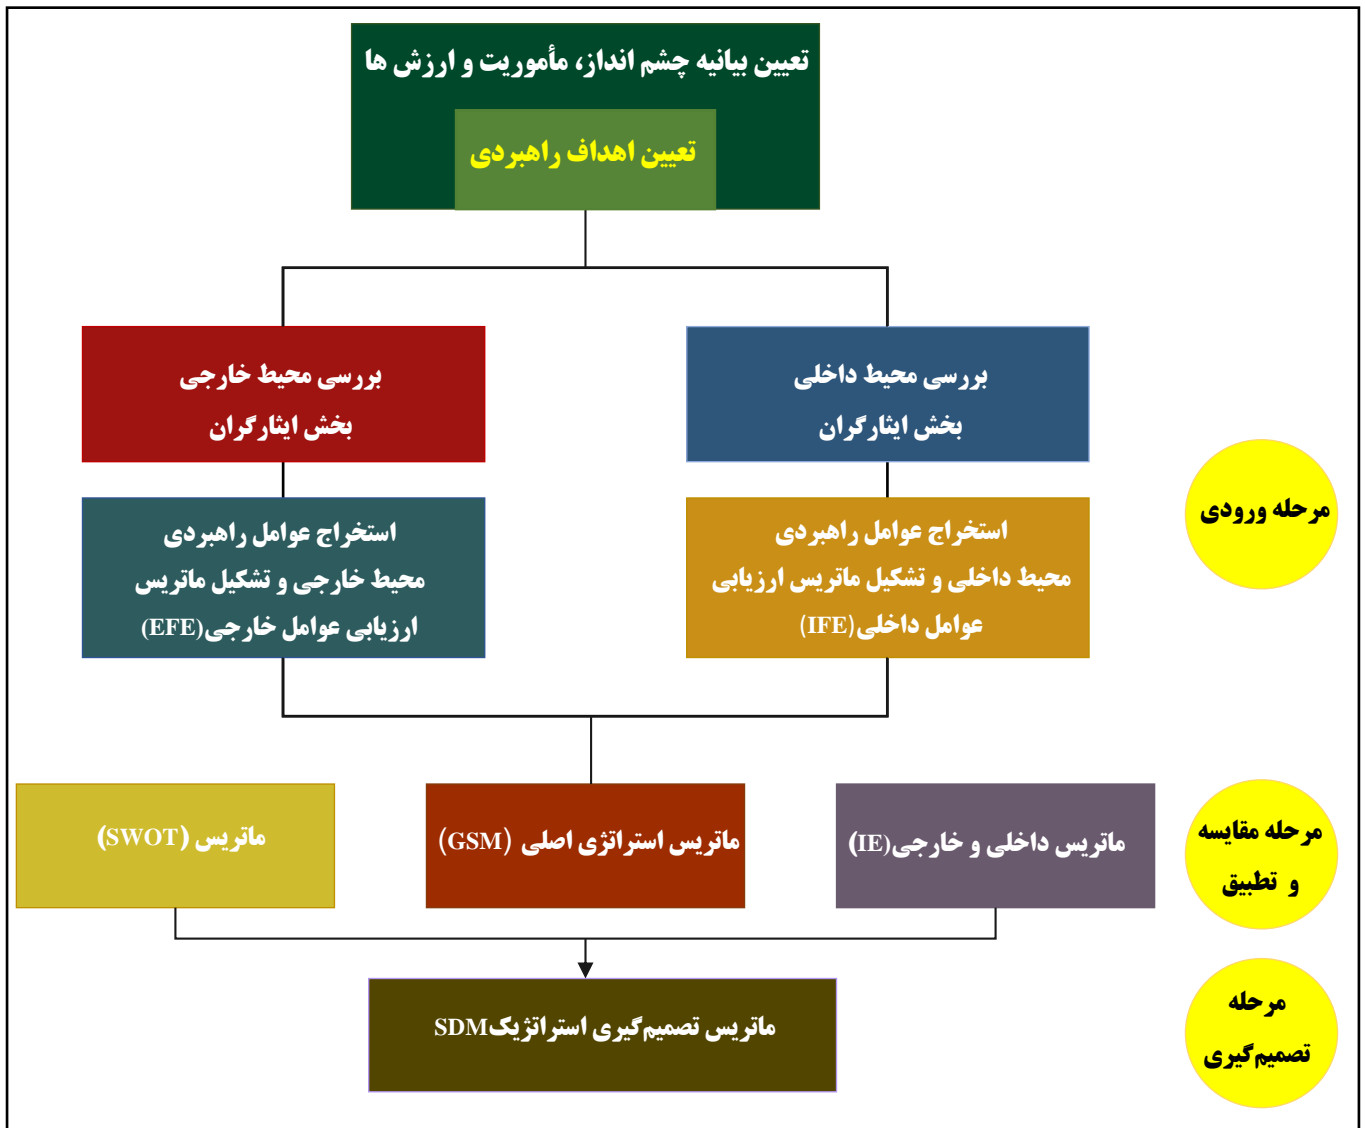 تعیین بیانیه چشم انداز، مأموریت و ارزش ها
تعیین اهداف راهبردی
بررسی محیط داخلی
بخش ایثارگران
بررسی محیط خارجی
بخش ایثارگران
مرحله ورودی
استخراج عوامل راهبردی
محیط داخلی و تشکیل ماتریس ارزیابی
عوامل داخلی(IFE)
استخراج عوامل راهبردی
محیط خارجی و تشکیل ماتریس
ارزیابی عوامل خارجی(EFE)
مرحله مقایسه
و تطبیق
ماتریس داخلی و خارجی(IE)
ماتریس استراتژی اصلی (GSM)
ماتریس (SWOT)
مرحله
تصمیم‌گیری
ماتریس تصمیم‌گیری استراتژیکSDM